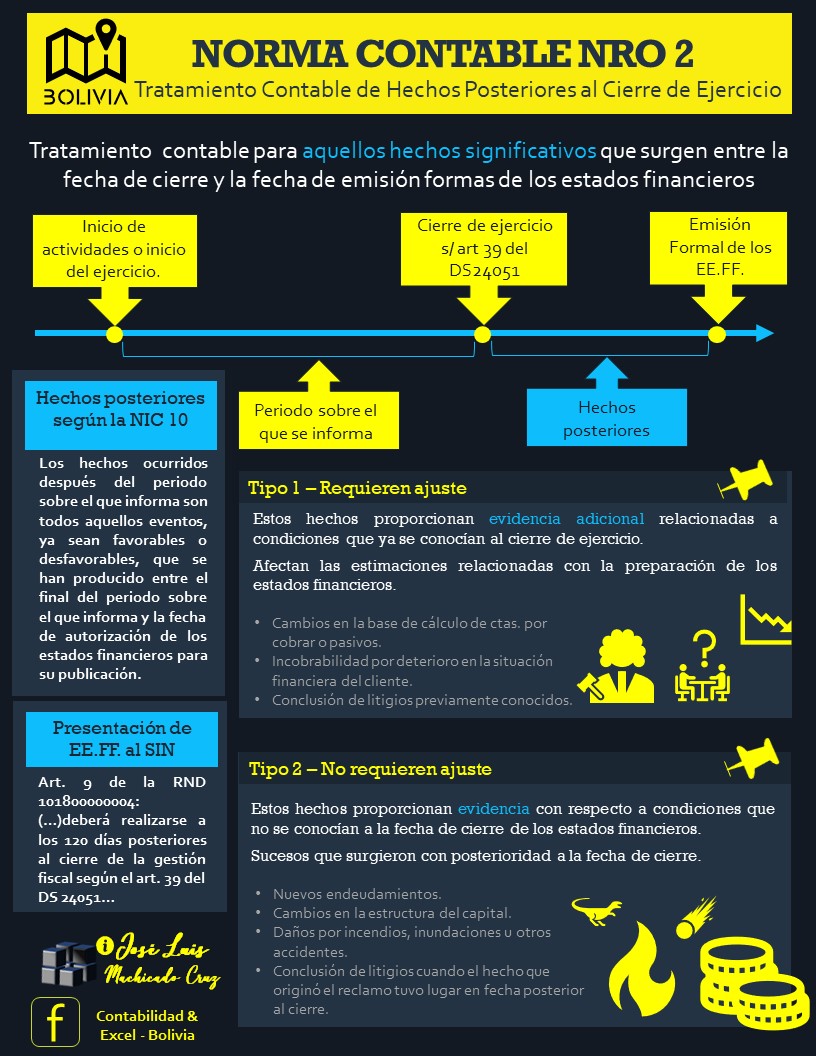 BOLIVIA
NORMA CONTABLE NRO 2
Tratamiento Contable de Hechos Posteriores al Cierre de Ejercicio
Tratamiento contable para aquellos hechos significativos que surgen entre la
fecha de cierre y la fecha de emisión formas de los estados financieros
Inicio de
actividades o inicio
del ejercicio.
Cierre de ejercicio
s/ art 39 del
DS24051
Emisión
Formal de los
EE.FF.
Periodo sobre el
que se informa
Hechos
posteriores
Hechos posteriores
según la NIC 10
Los hechos ocurridos
después del periodo
sobre el que informa son
todos aquellos eventos,
ya sean favorables o
desfavorables, que se
han producido entre el
final del periodo sobre
el que informa y la fecha
de autorización de los
estados financieros para
su publicación.
Presentación de
EE.FF. al SIN
Art. 9 de la RND
101800000004:
(...)deberá realizarse a
los 120 días posteriores
al cierre de la gestión
fiscal según el art. 39 del
DS 24051...
Tipo 1 – Requieren ajuste
Estos hechos proporcionan evidencia adicional relacionadas a
condiciones que ya se conocían al cierre de ejercicio.
Afectan las estimaciones relacionadas con la preparación de los
estados financieros.
• Cambios en la base de cálculo de ctas. por
cobrar o pasivos.
• Incobrabilidad por deterioro en la situación
financiera del cliente.
• Conclusión de litigios previamente conocidos.
Tipo 2 – No requieren ajuste
Estos hechos proporcionan evidencia con respecto a condiciones que
no se conocían a la fecha de cierre de los estados financieros.
Sucesos que surgieron con posterioridad a la fecha de cierre.
• Nuevos endeudamientos.
• Cambios en la estructura del capital.
• Daños por incendios, inundaciones u otros
accidentes.
• Conclusión de litigios cuando el hecho que
originó el reclamo tuvo lugar en fecha posterior
al cierre.
José Luis
Machicado Cruz
f
Contabilidad &
Excel - Bolivia